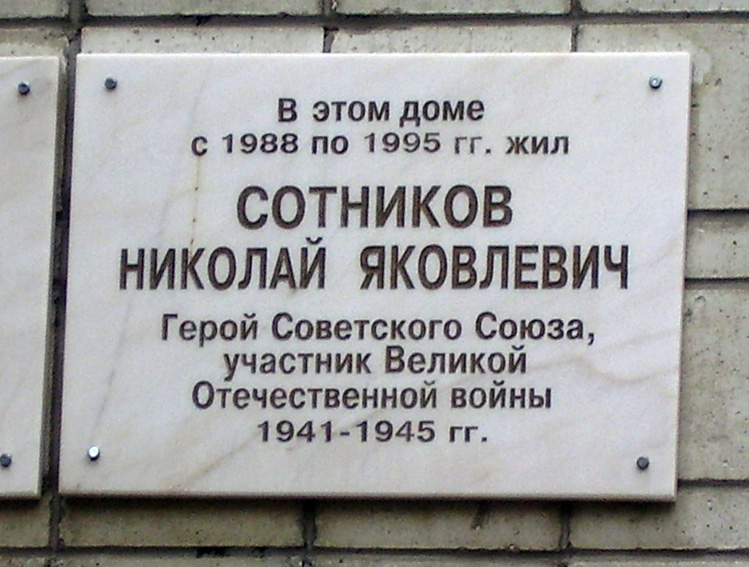 В этом доме
с 1988 по 1995 гг. жил
СОТНИКОВ
НИКОЛАЙ ЯКОВЛЕВИЧ
Герой Советского Союза,
участник Великой
Отечественной войны
1941-1945 гг.